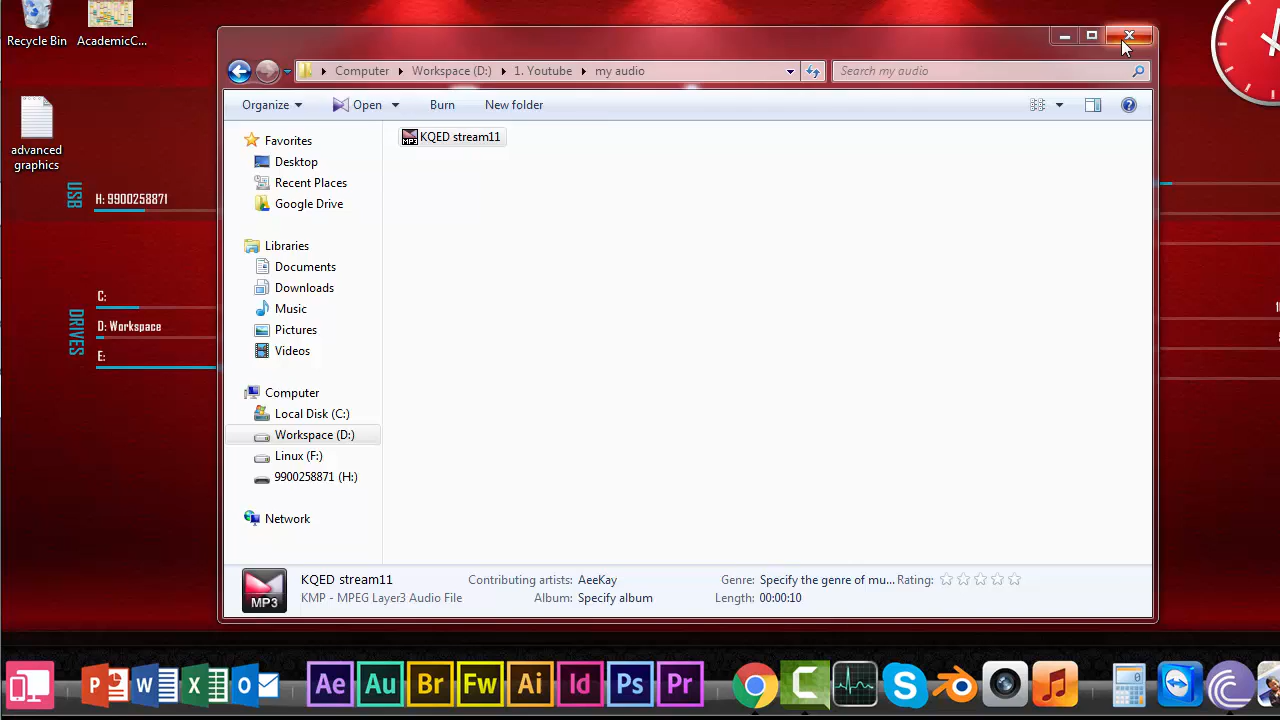 Recycle Bin
AcademicC...
advanced
graphics
USB
H: 9900258871
DRIVES
C:
D: Workspace
E:
Computer
Workspace (D:)
1. Youtube
my audio
Search my audio
Organize
Open
Burn
New folder
Favorites
Desktop
Recent Places
Google Drive
Libraries
Documents
Downloads
Music
Pictures
Videos
Computer
Local Disk (C:)
Workspace (D:)
Linux (F:)
9900258871 (H:)
Network
MP3
KQED stream11
MP3
KQED stream11
KMP - MPEG Layer3 Audio File
Contributing artists: AeeKay
Album: Specify album
Genre: Specify the genre of mu...
Length: 00:00:10
Rating:
P
W
X
O
Ae
Au
Br
Fw
Ai
Id
Ps
Pr
C
S
0